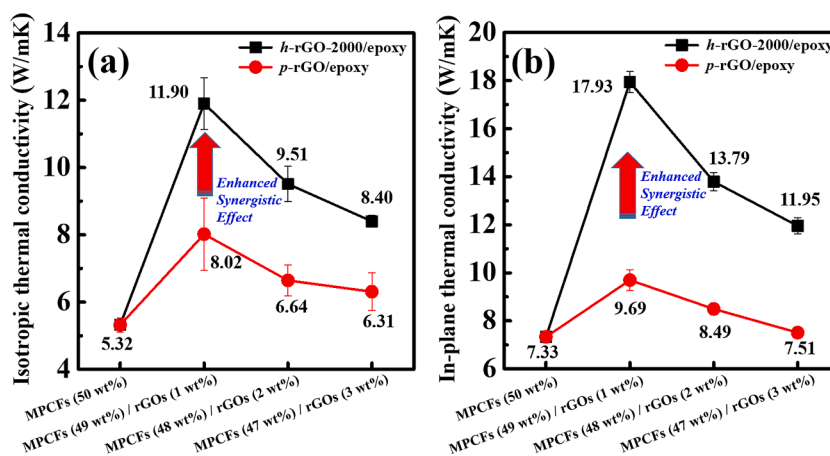 (a)
h-rGO-2000/epoxy
p-rGO/epoxy
Isotropic thermal conductivity (W/mK)
12
10
8
6
4
11.90
9.51
8.40
Enhanced
Synergistic
Effect
8.02
6.64
6.31
5.32
MPCFs (50 wt%)
MPCFs (49 wt%) / rGOs (1 wt%)
MPCFs (48 wt%) / rGOs (2 wt%)
MPCFs (47 wt%) / rGOs (3 wt%)
(b)
h-rGO-2000/epoxy
p-rGO/epoxy
In-plane thermal conductivity (W/mK)
20
18
16
14
12
10
8
6
17.93
13.79
11.95
Enhanced
Synergistic
Effect
9.69
8.49
7.51
7.33
MPCFs (50 wt%)
MPCFs (49 wt%) / rGOs (1 wt%)
MPCFs (48 wt%) / rGOs (2 wt%)
MPCFs (47 wt%) / rGOs (3 wt%)